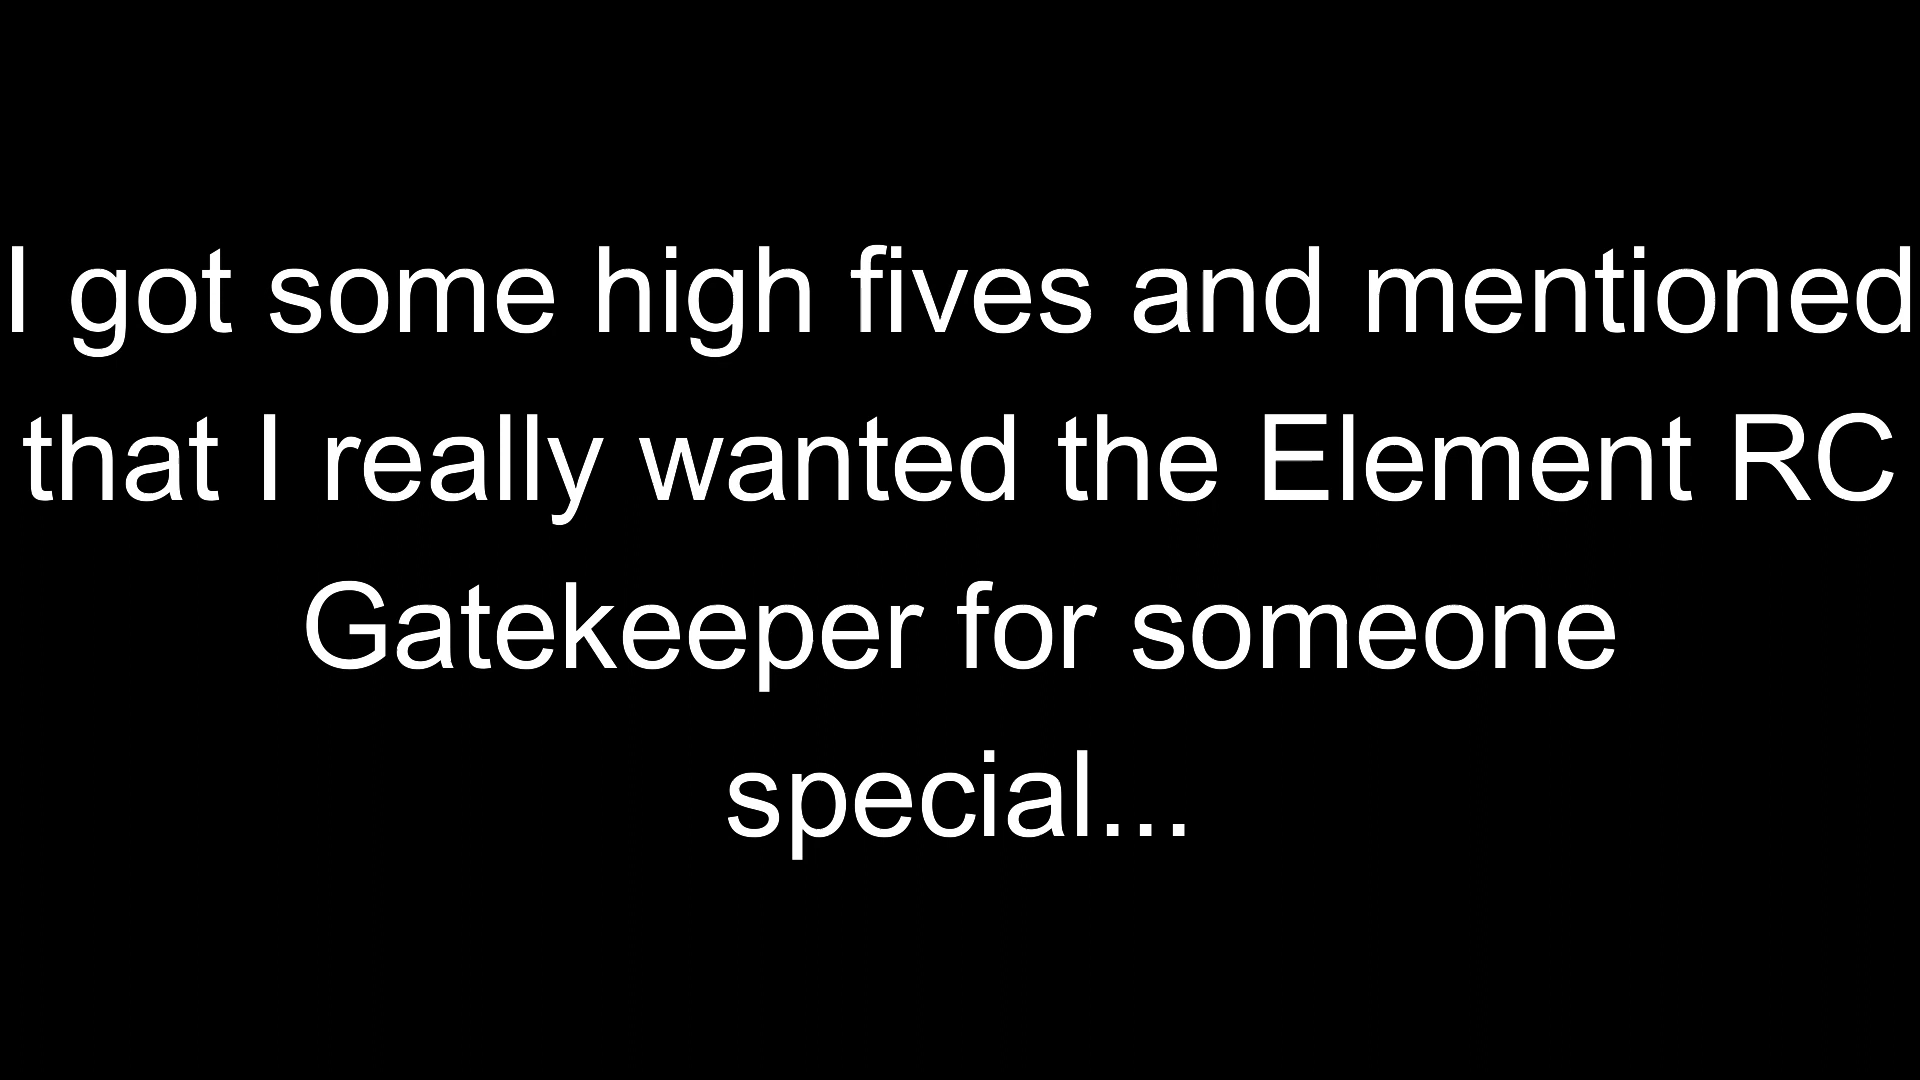 I got some high fives and mentioned
that I really wanted the Element RC
Gatekeeper for someone
special...